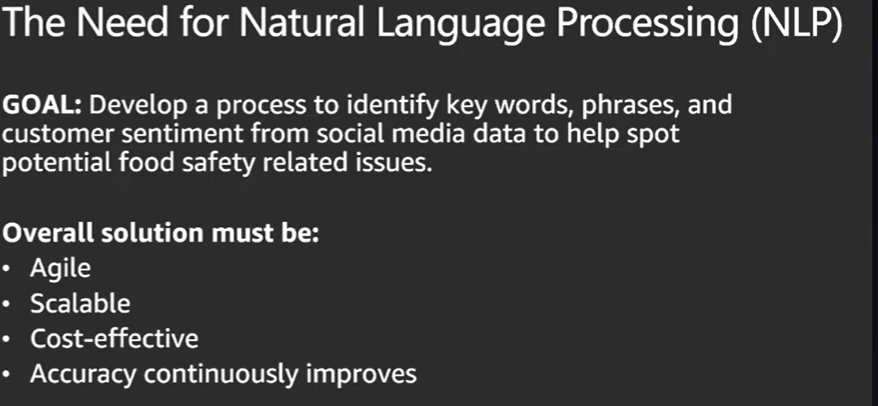 The Need for Natural Language Processing (NLP)
GOAL: Develop a process to identify key words, phrases, and
customer sentiment from social media data to help spot
potential food safety related issues.
Overall solution must be:
• Agile
• Scalable
• Cost-effective
• Accuracy continuously improves